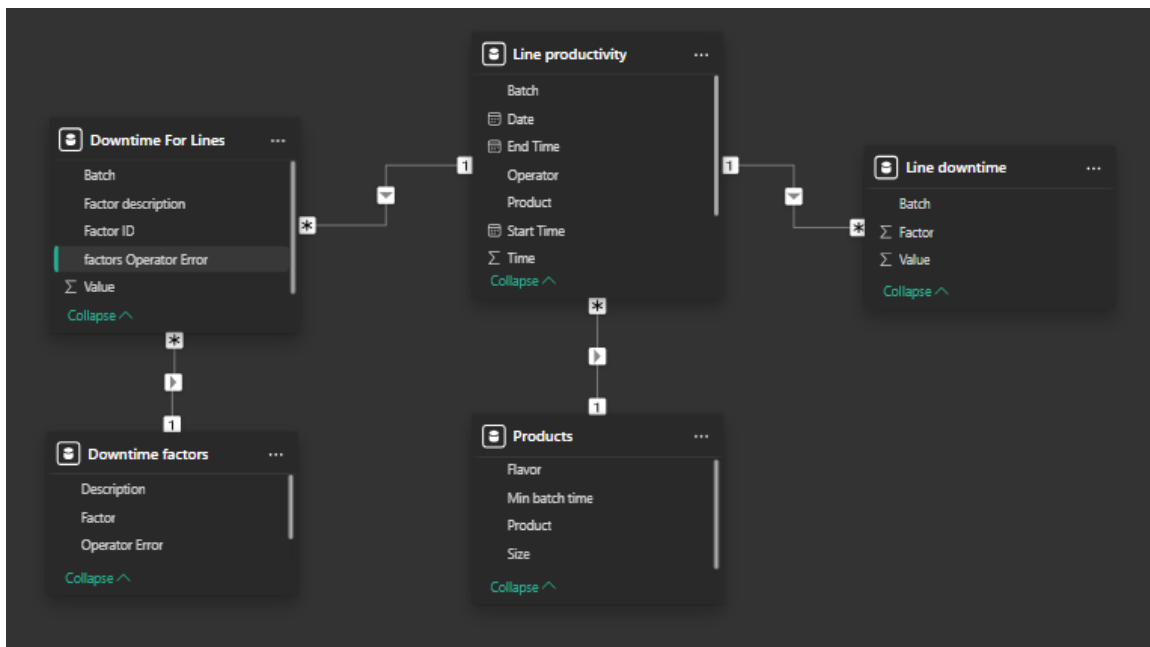 Line productivity
Batch
Date
End Time
Operator
Product
Start Time
Σ Time
Collapse
Downtime For Lines
Batch
Factor description
Factor ID
factors Operator Error
Σ Value
Collapse
1
*
1
*
Line downtime
Batch
Σ Factor
Σ Value
Collapse
*
1
*
1
Downtime factors
Description
Factor
Operator Error
Collapse
Products
Flavor
Min batch time
Product
Size
Collapse